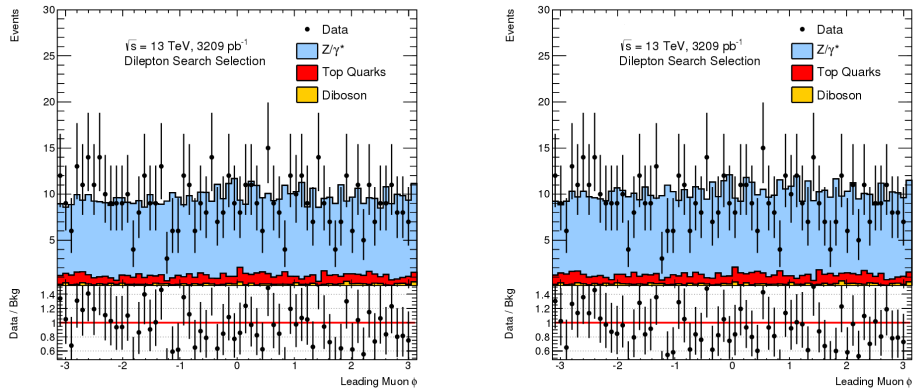 Events
30
25
20
15
10
5
√s = 13 TeV, 3209 pb⁻¹
Dilepton Search Selection
Data
Z/γ*
Top Quarks
Diboson
Data / Bkg
1.4
1.2
1
0.8
0.6
-3 -2 -1 0 1 2 3
Leading Muon ϕ
Events
30
25
20
15
10
5
√s = 13 TeV, 3209 pb⁻¹
Dilepton Search Selection
Data
Z/γ*
Top Quarks
Diboson
Data / Bkg
1.4
1.2
1
0.8
0.6
-3 -2 -1 0 1 2 3
Leading Muon ϕ